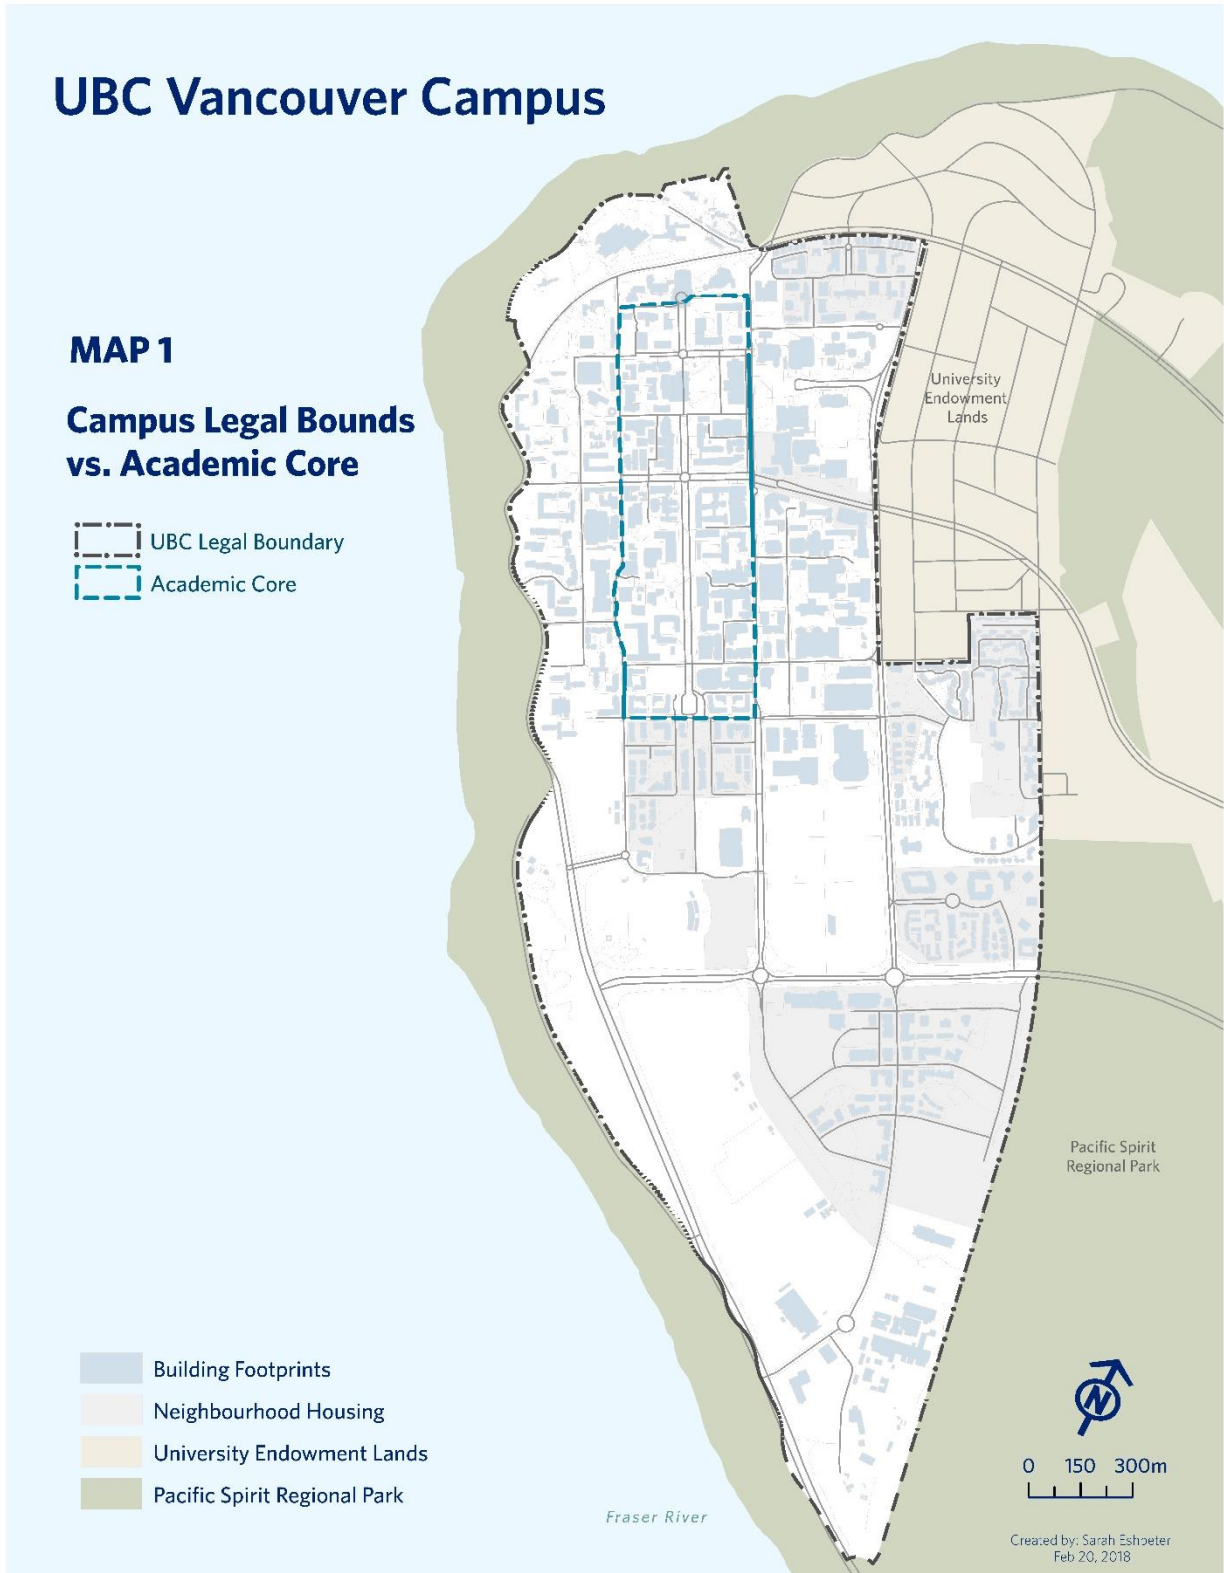 UBC Vancouver Campus
MAP 1
Campus Legal Bounds
vs. Academic Core
UBC Legal Boundary
Academic Core
University
Endowment
Lands
Pacific Spirit
Regional Park
Building Footprints
Neighbourhood Housing
University Endowment Lands
Pacific Spirit Regional Park
Fraser River
N
0 150 300m
Created by: Sarah Eshpeter
Feb 20, 2018